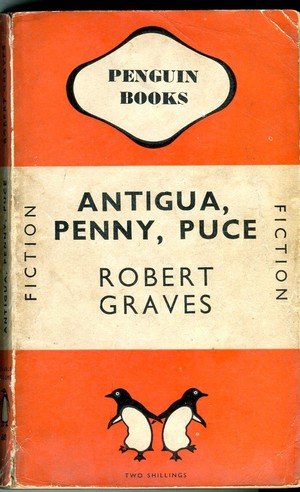 PENGUIN
BOOKS
ANTIGUA,
PENNY, PUCE
ROBERT
GRAVES
FICTION
FICTION
TWO SHILLINGS
ANTIGUA, PENNY, PUCE